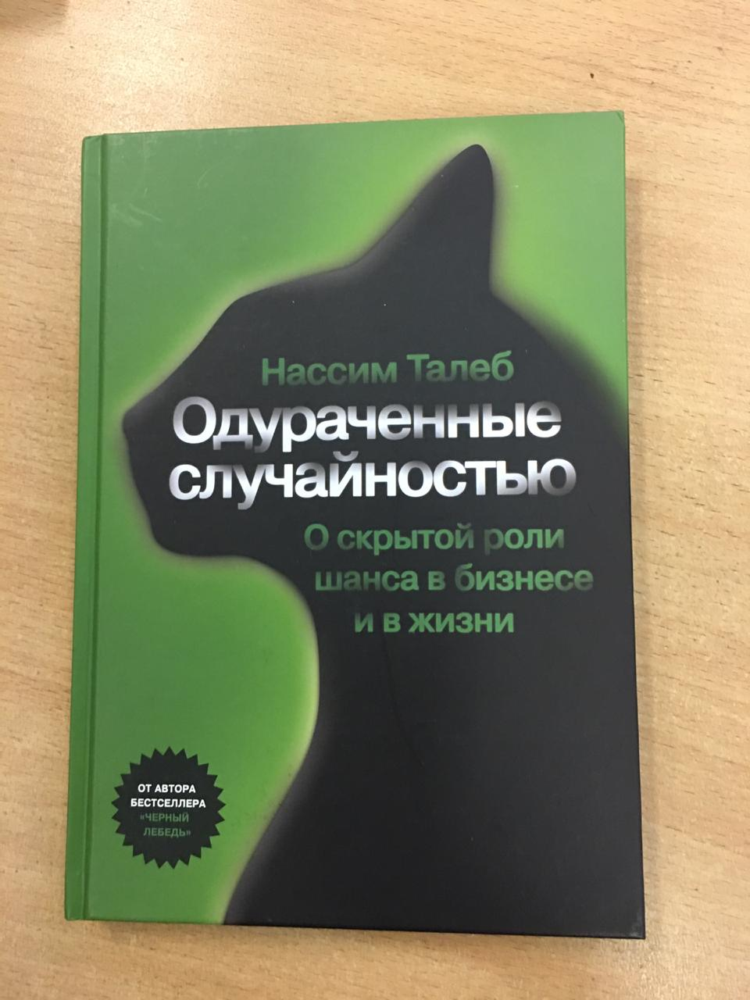 Нассим Талеб
Одураченные
случайностью
О скрытой роли
шанса в бизнесе
и в жизни
ОТ АВТОРА
БЕСТСЕЛЛЕРА
«ЧЕРНЫЙ
ЛЕБЕДЬ»